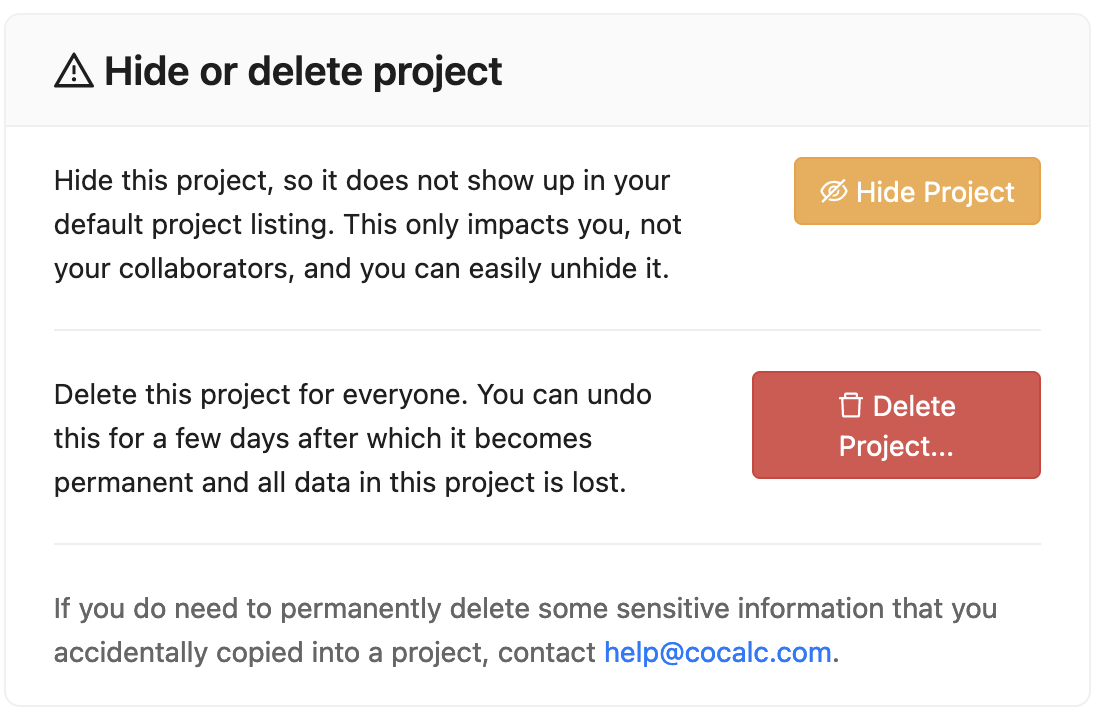 Hide or delete project
Hide this project, so it does not show up in your
default project listing. This only impacts you, not
your collaborators, and you can easily unhide it.
Hide Project
Delete this project for everyone. You can undo
this for a few days after which it becomes
permanent and all data in this project is lost.
Delete
Project...
If you do need to permanently delete some sensitive information that you
accidentally copied into a project, contact help@cocalc.com.